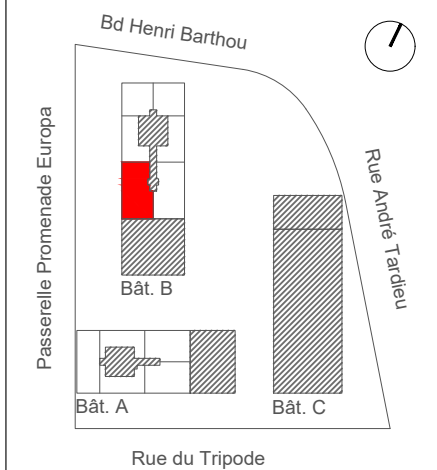 Bd Henri Barthou
Passerelle Promenade Europa
Rue André Tardieu
Bât. B
Bât. A
Bât. C
Rue du Tripode